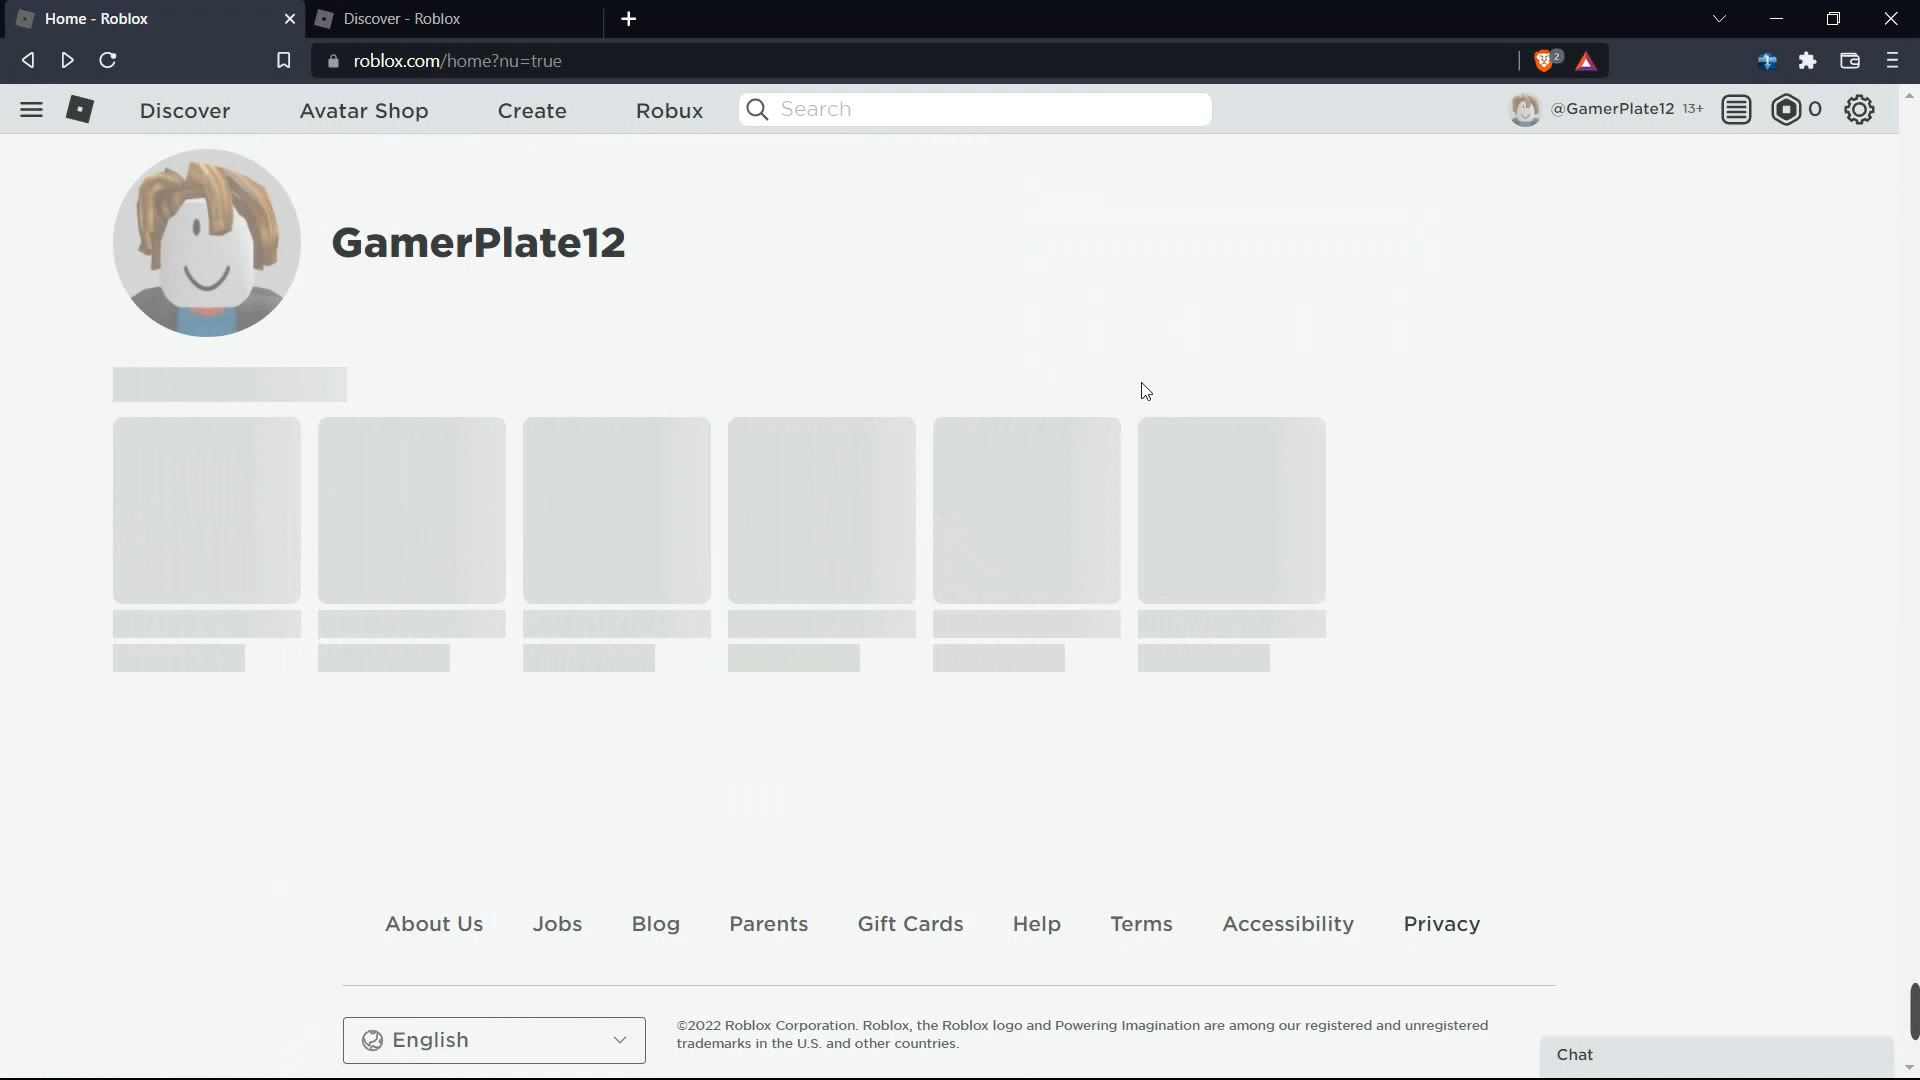 Home - Roblox
Discover - Roblox
roblox.com/home?nu=true
2
Discover
Avatar Shop
Create
Robux
Search
@GamerPlate12 13+
0
GamerPlate12
About Us
Jobs
Blog
Parents
Gift Cards
Help
Terms
Accessibility
Privacy
English
©2022 Roblox Corporation. Roblox, the Roblox logo and Powering Imagination are among our registered and unregistered
trademarks in the U.S. and other countries.
Chat